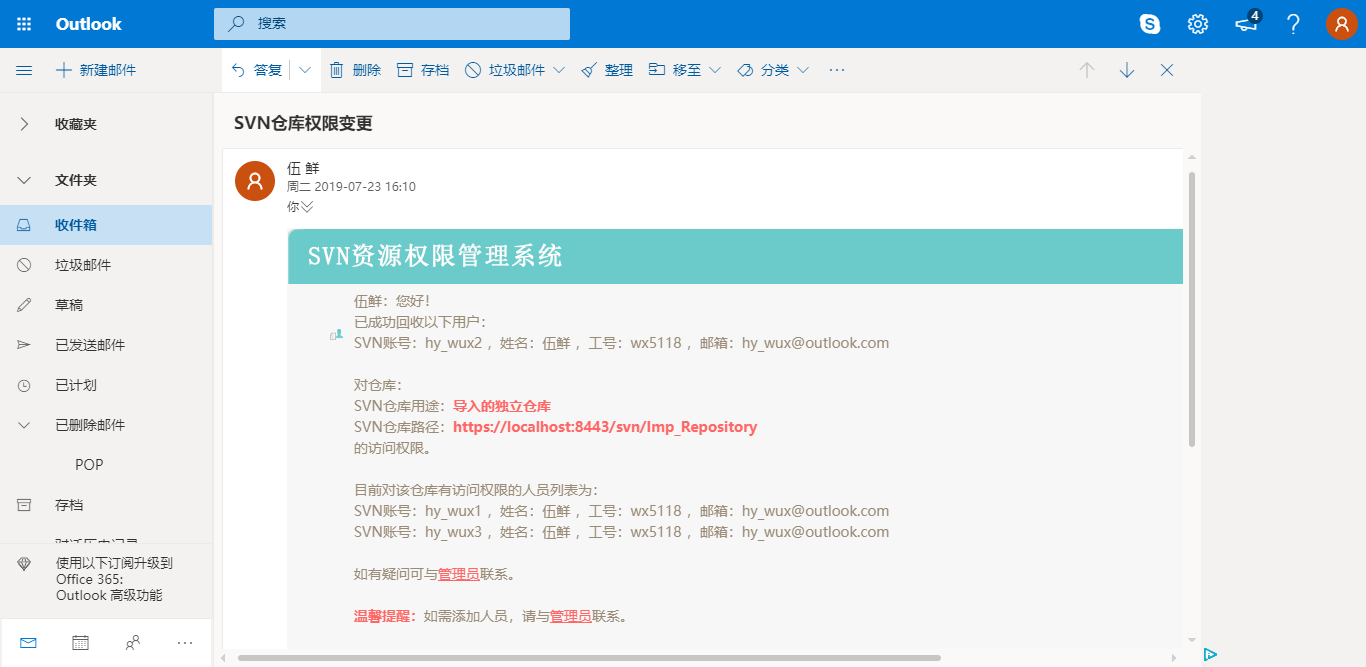 Outlook
搜索
4
新建邮件
答复
删除
存档
垃圾邮件
整理
移至
分类
收藏夹
文件夹
收件箱
垃圾邮件
草稿
已发送邮件
已计划
已删除邮件
POP
存档
使用以下订阅升级到
Office 365:
Outlook 高级功能
SVN仓库权限变更
伍 鲜
周二 2019-07-23 16:10
你
SVN资源权限管理系统
伍鲜：您好！
已成功回收以下用户：
SVN账号：hy_wux2 ，姓名：伍鲜 ，工号：wx5118 ，邮箱：hy_wux@outlook.com
对仓库：
SVN仓库用途：导入的独立仓库
SVN仓库路径：https://localhost:8443/svn/Imp_Repository
的访问权限。
目前对该仓库有访问权限的人员列表为：
SVN账号：hy_wux1 ，姓名：伍鲜 ，工号：wx5118 ，邮箱：hy_wux@outlook.com
SVN账号：hy_wux3 ，姓名：伍鲜 ，工号：wx5118 ，邮箱：hy_wux@outlook.com
如有疑问可与管理员联系。
温馨提醒：如需添加人员，请与管理员联系。